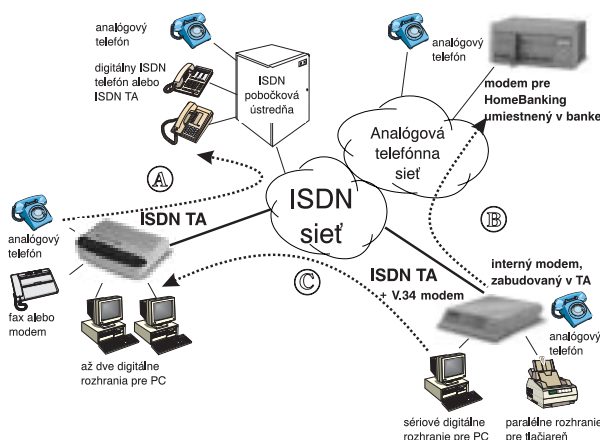 analógový
telefón
digitálny ISDN
telefón alebo
ISDN TA
ISDN
pobočková
ústredňa
analógový
telefón
modem pre
HomeBanking
umiestnený v banke
Analógová
telefónna
sieť
A
ISDN
sieť
B
ISDN TA
analógový
telefón
fax alebo
modem
až dve digitálne
rozhrania pre PC
C
ISDN TA
+ V.34 modem
interný modem,
zabudovaný v TA
analógový
telefón
sériové digitálne
rozhranie pre PC
paralélne rozhranie
pre tlačiareň